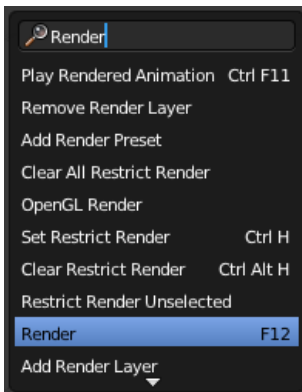 Render
Play Rendered Animation Ctrl F11
Remove Render Layer
Add Render Preset
Clear All Restrict Render
OpenGL Render
Set Restrict Render Ctrl H
Clear Restrict Render Ctrl Alt H
Restrict Render Unselected
Render F12
Add Render Layer